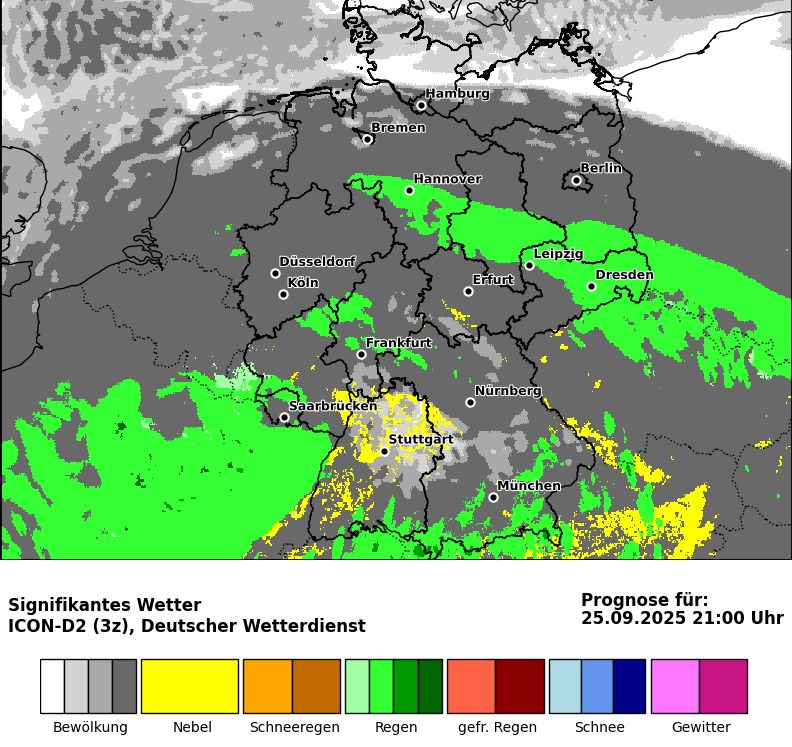 Hamburg
Bremen
Berlin
Hannover
Leipzig
Düsseldorf
Dresden
Köln
Erfurt
Frankfurt
Nürnberg
Saarbrücken
Stuttgart
München
Signifikantes Wetter
ICON-D2 (3z), Deutscher Wetterdienst
Prognose für:
25.09.2025 21:00 Uhr
Bewölkung Nebel Schneeregen Regen gefr. Regen Schnee Gewitter